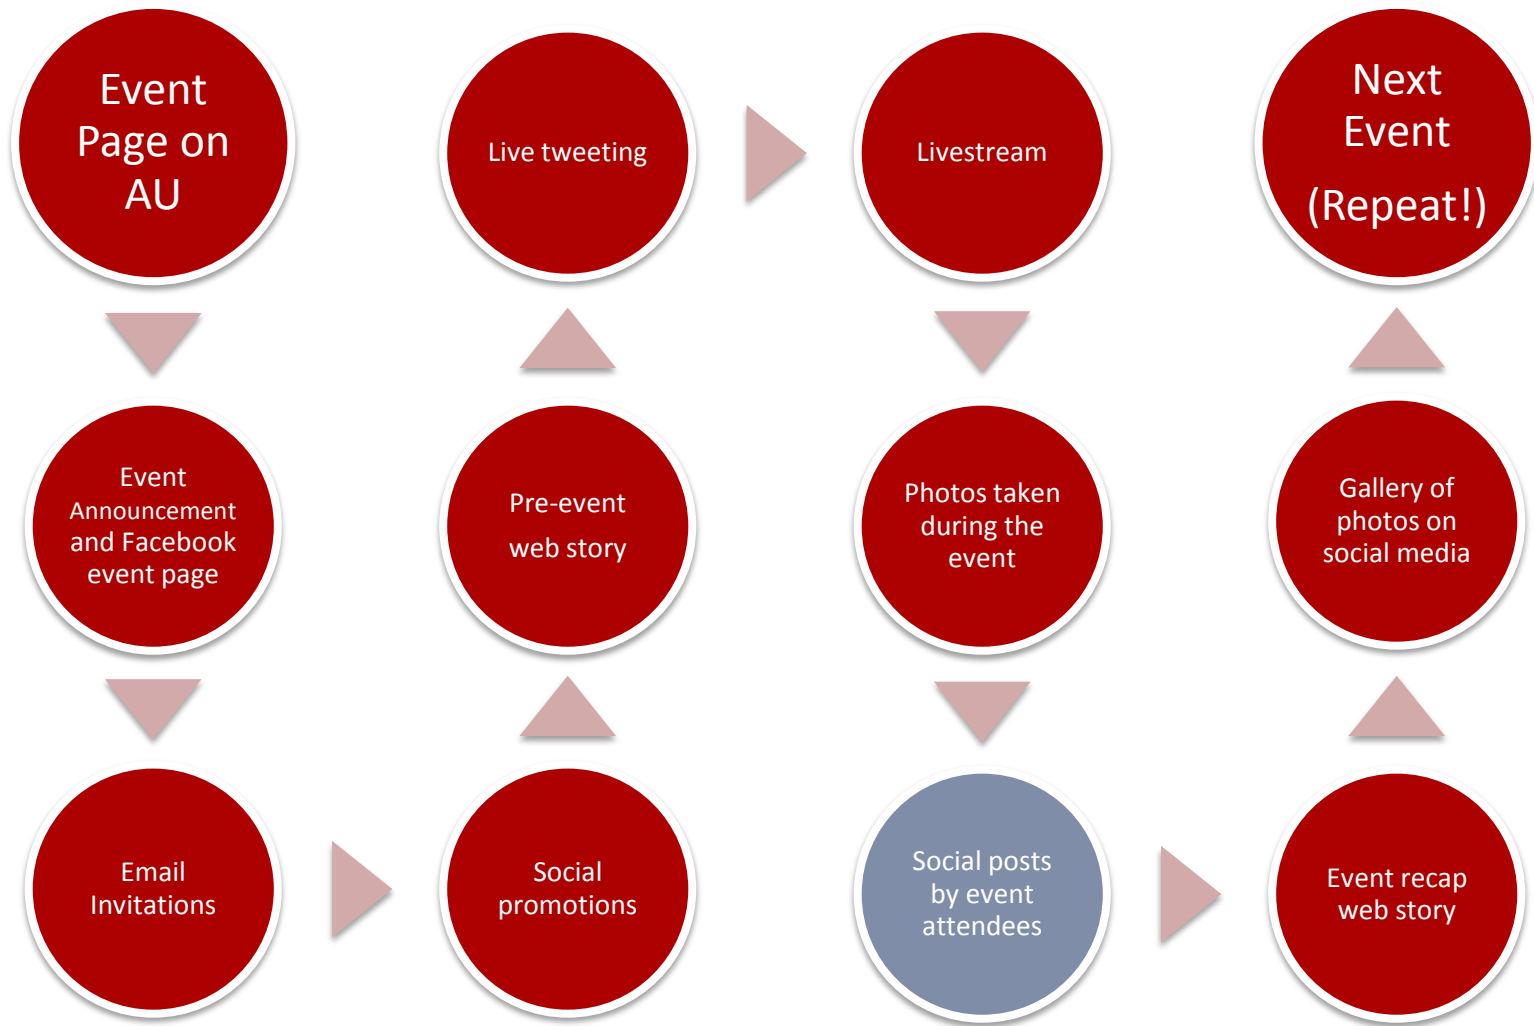 Event
Page on
AU
Event
Announcement
and Facebook
event page
Email
Invitations
Social
promotions
Pre-event
web story
Live tweeting
Livestream
Photos taken
during the
event
Social posts
by event
attendees
Event recap
web story
Gallery of
photos on
social media
Next
Event
(Repeat!)